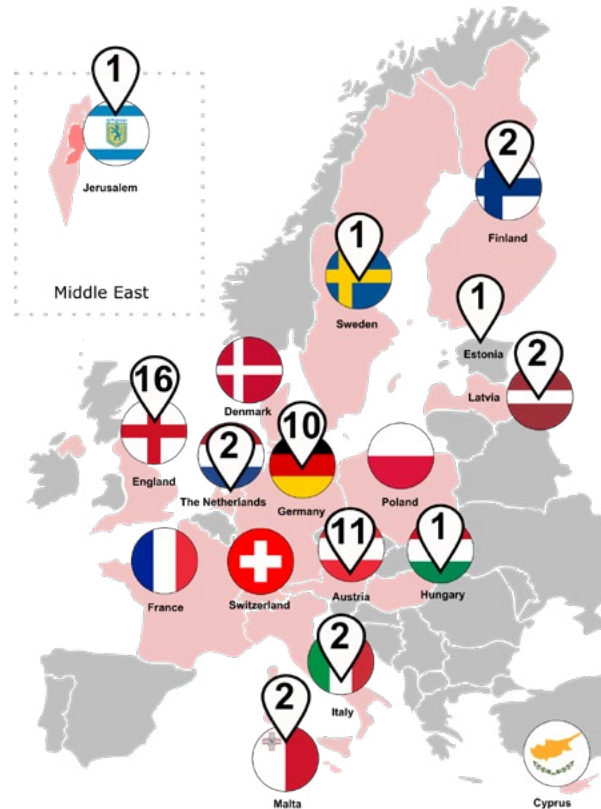 1
Jerusalem
Middle East
2
Finland
1
Sweden
1
Estonia
2
Latvia
Denmark
16
England
2
The Netherlands
10
Germany
Poland
France
Switzerland
11
Austria
1
Hungary
2
Italy
2
Malta
Cyprus